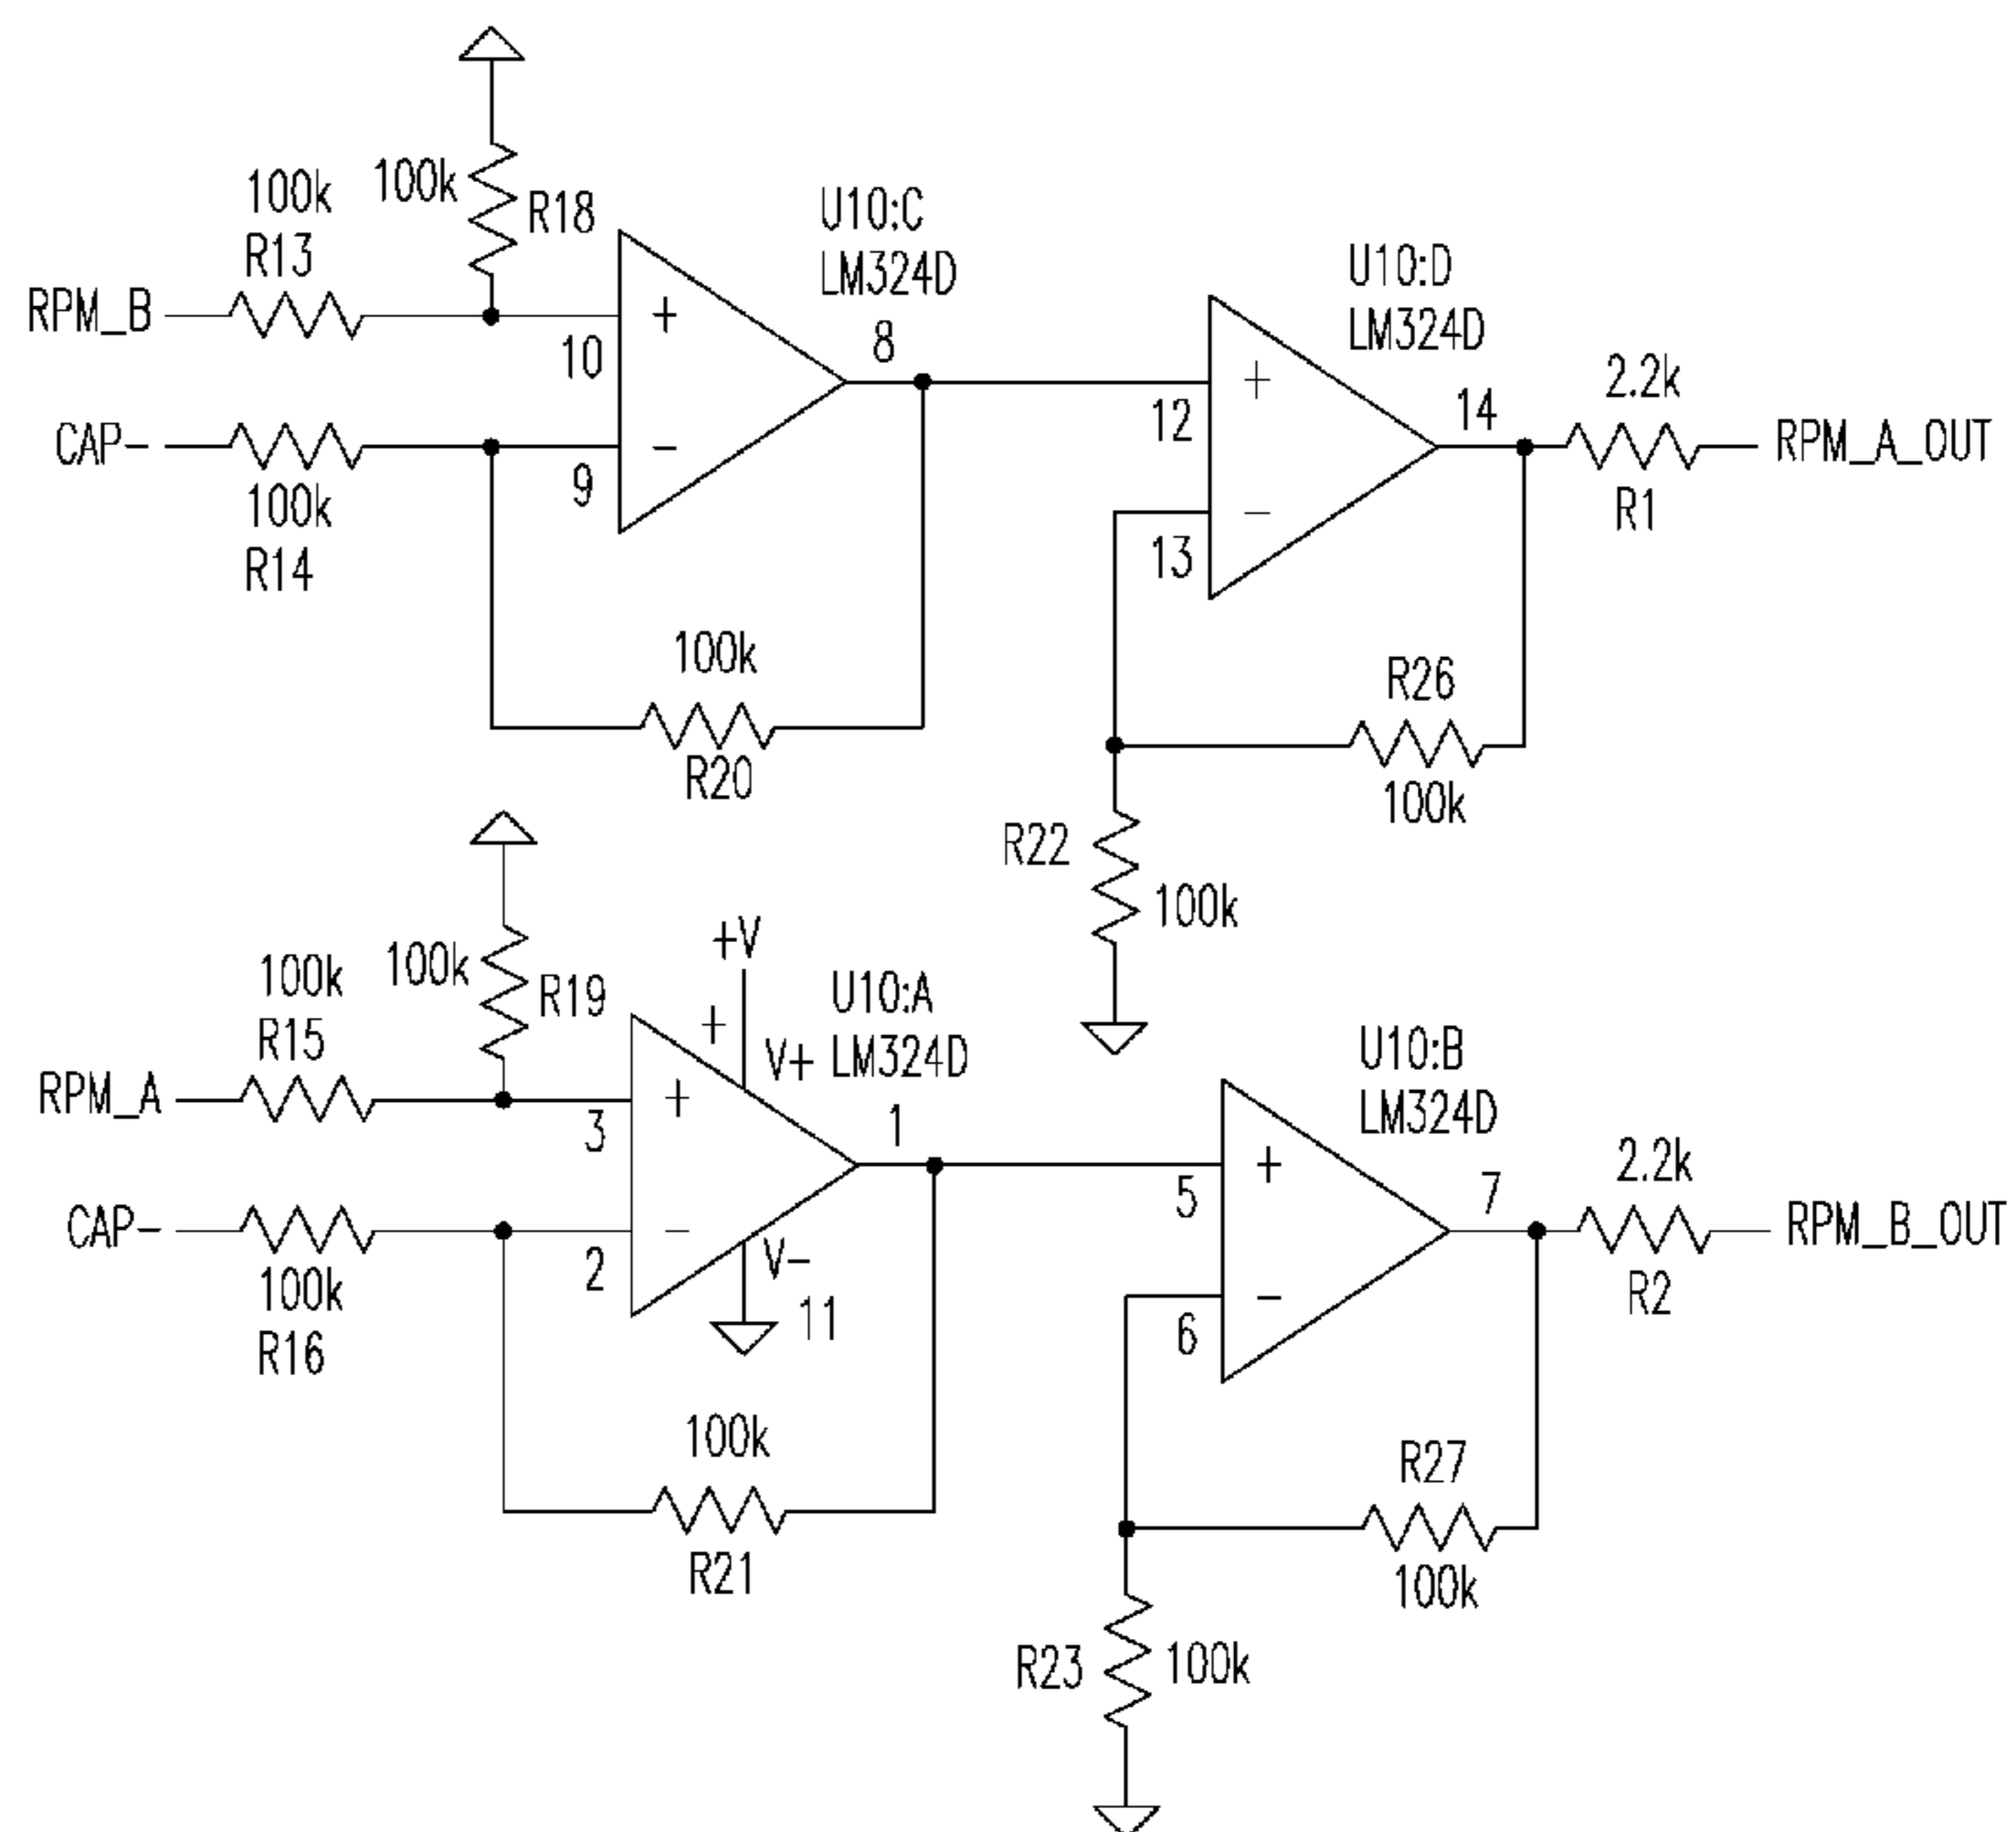 100k
R13
100k
R18
U10:C
LM324D
RPM_B
+
10
8
CAP-
-
9
100k
R14
100k
R20
U10:D
LM324D
+
12
14
2.2k
RPM_A_OUT
R1
-
13
R26
100k
R22
100k
100k
R15
100k
R19
+V
+
V+
U10:A
LM324D
RPM_A
+
3
1
CAP-
-
2
V-
11
100k
R16
100k
R21
U10:B
LM324D
+
5
7
2.2k
RPM_B_OUT
R2
-
6
R27
100k
R23
100k